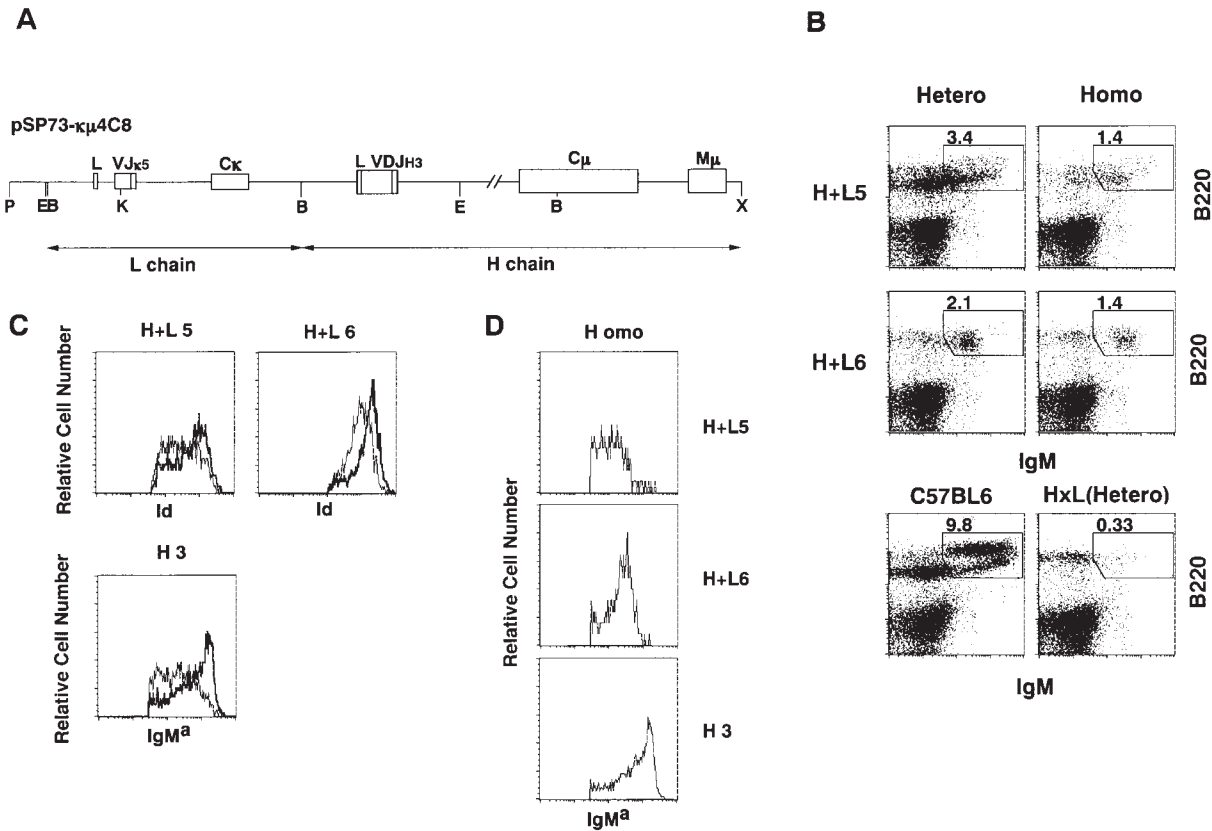 A
pSP73-κμ4C8
L VJκ5 Cκ L VDJH3 Cμ Mμ
P EB K B E B X
L chain H chain
B
Hetero Homo
H+L5
3.4 1.4
B220
H+L6
2.1 1.4
B220
IgM
C57BL6 HxL(Hetero)
9.8 0.33
B220
IgM
C
H+L 5 H+L 6
Relative Cell Number
Id Id
H 3
Relative Cell Number
IgMa
D
H omo
H+L5
H+L6
H 3
Relative Cell Number
IgMa